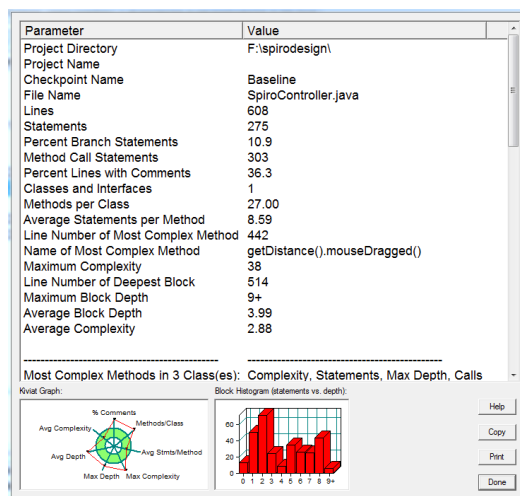 Parameter Value
Project Directory F:\spirodesign\
Project Name
Checkpoint Name Baseline
File Name SpiroController.java
Lines 608
Statements 275
Percent Branch Statements 10.9
Method Call Statements 303
Percent Lines with Comments 36.3
Classes and Interfaces 1
Methods per Class 27.00
Average Statements per Method 8.59
Line Number of Most Complex Method 442
Name of Most Complex Method getDistance().mouseDragged()
Maximum Complexity 38
Line Number of Deepest Block 514
Maximum Block Depth 9+
Average Block Depth 3.99
Average Complexity 2.88
Most Complex Methods in 3 Class(es): Complexity, Statements, Max Depth, Calls
Kiviat Graph: Block Histogram (statements vs. depth):
% Comments
Methods/Class
Avg Complexity
Avg Stmts/Method
Avg Depth
Max Depth Max Complexity
60
40
20
0
0 1 2 3 4 5 6 7 8 9+
Help
Copy
Print
Done